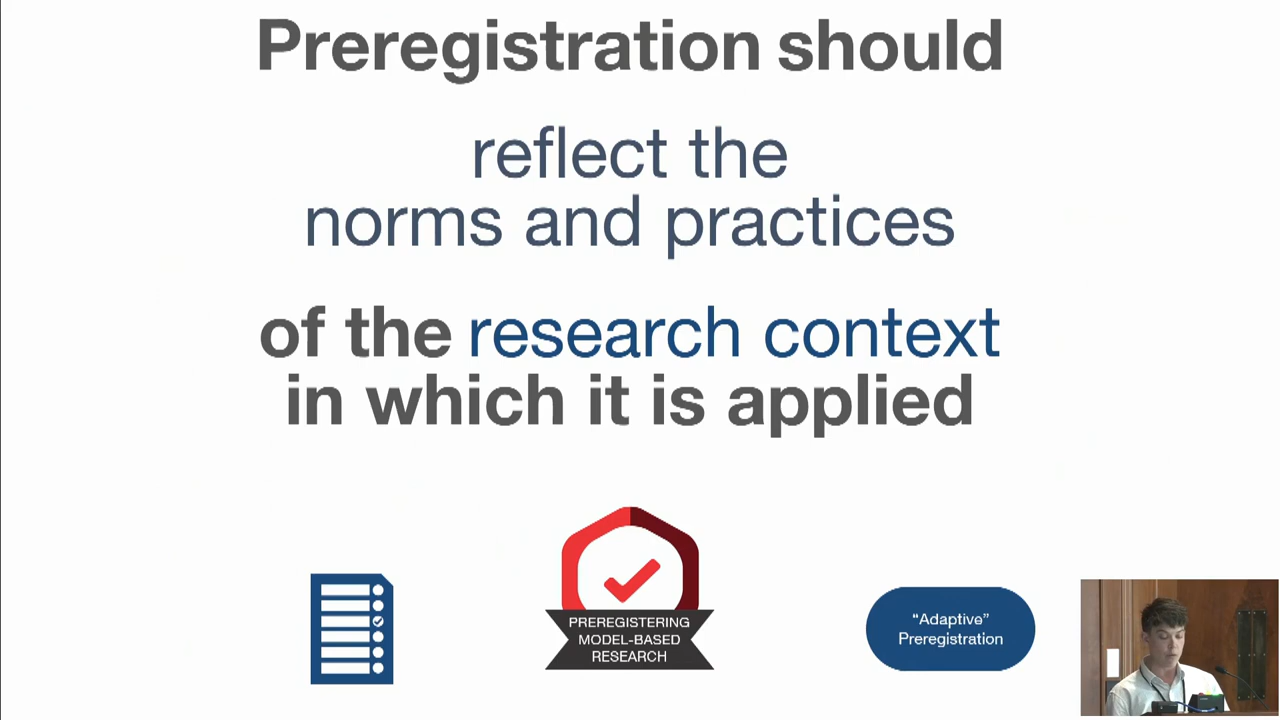 Preregistration should
reflect the
norms and practices
of the research context
in which it is applied
PREREGISTERING
MODEL-BASED
RESEARCH
“Adaptive”
Preregistration